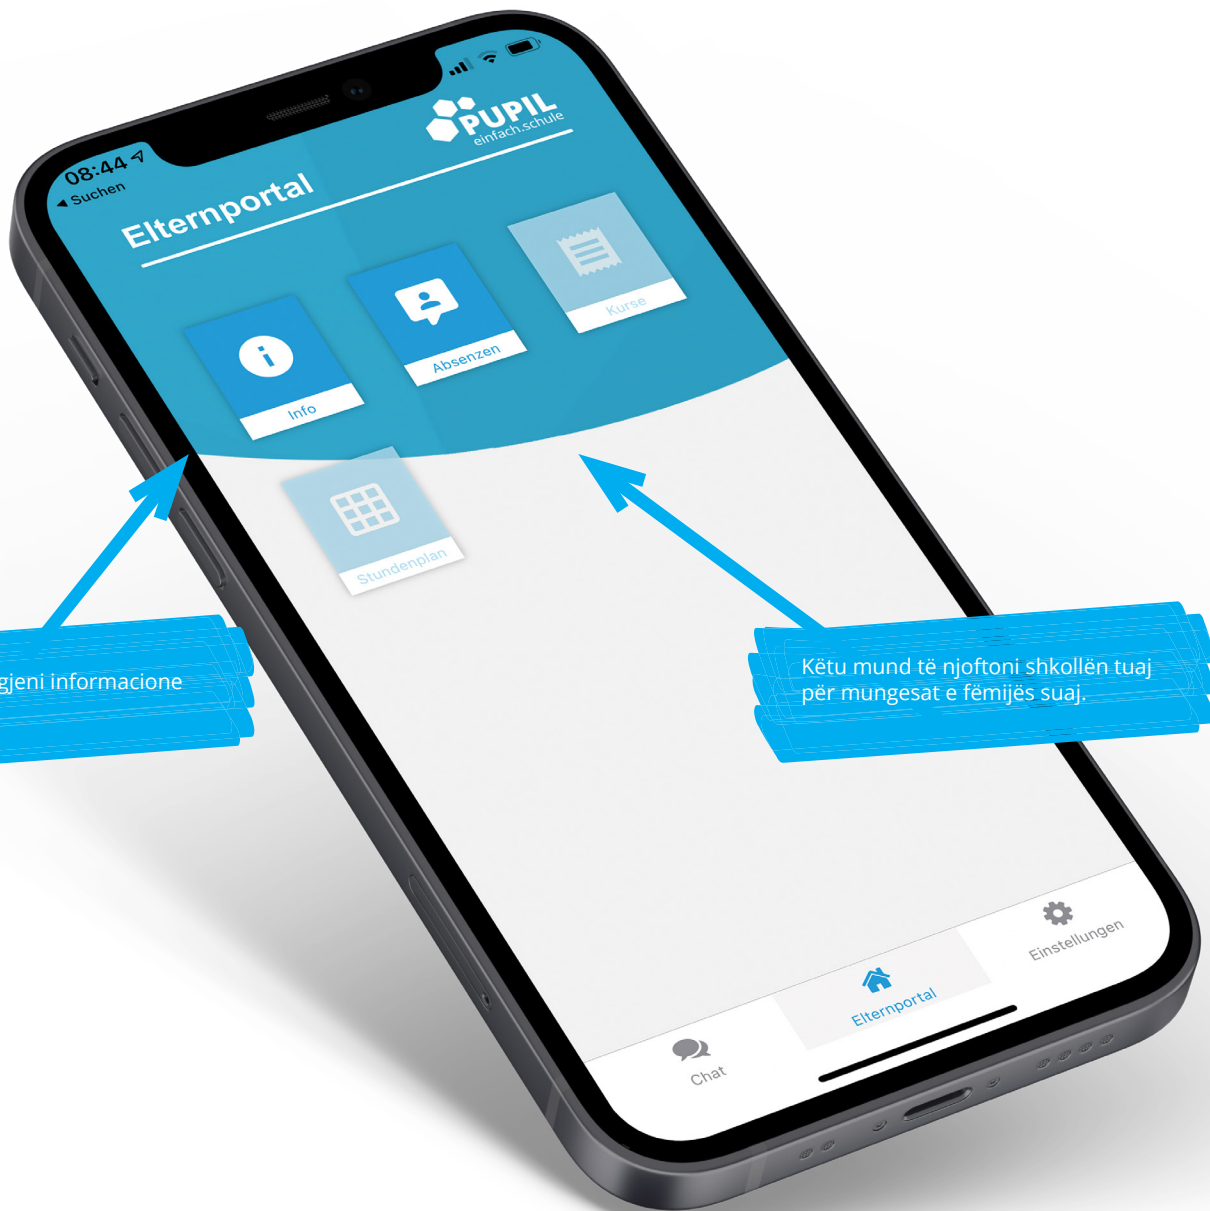 08:44
Suchen
PUPIL
einfach.schule
Elternportal
Info
Absenzen
Kurse
Stundenplan
gjeni informacione
Këtu mund të njoftoni shkollën tuaj
për mungesat e fëmijës suaj.
Chat
Elternportal
Einstellungen